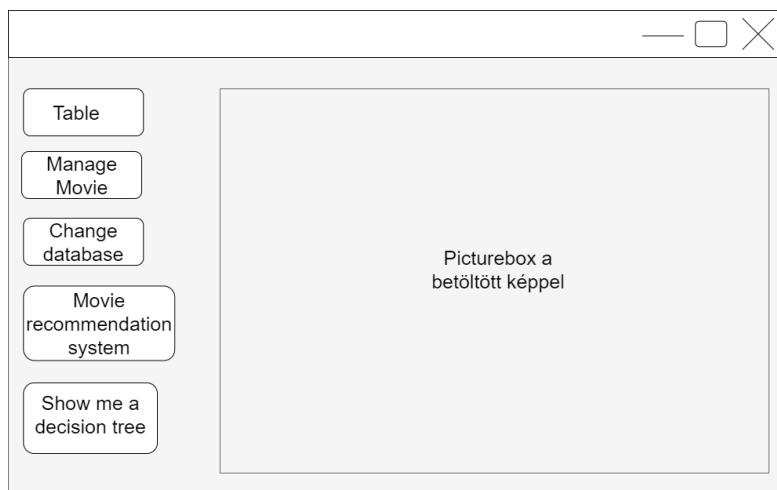 Table
Manage
Movie
Change
database
Movie
recommendation
system
Show me a
decision tree
Picturebox a
betöltött képpel